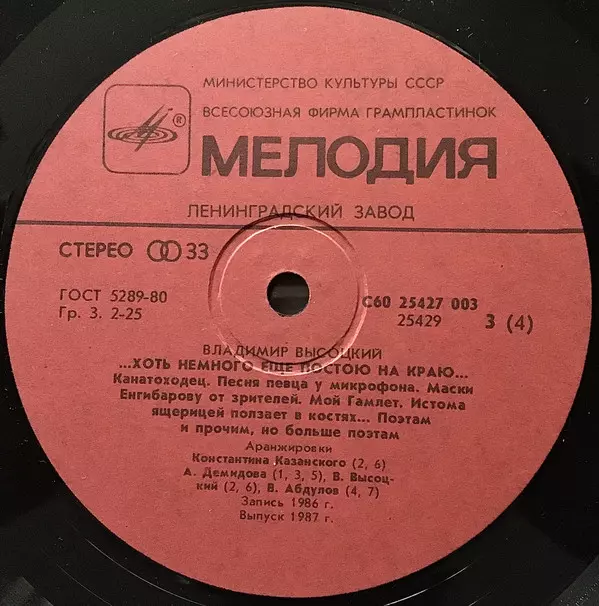 МИНИСТЕРСТВО КУЛЬТУРЫ СССР
ВСЕСОЮЗНАЯ ФИРМА ГРАМПЛАСТИНОК
®
МЕЛОДИЯ
ЛЕНИНГРАДСКИЙ ЗАВОД
СТЕРЕО 33
ГОСТ 5289-80
Гр. 3. 2-25
С60 25427 003
25429 3 (4)
ВЛАДИМИР ВЫСОЦКИЙ
...ХОТЬ НЕМНОГО ЕЩЕ ПОСТОЮ НА КРАЮ...
Канатоходец. Песня певца у микрофона. Маски
Енгибарову от зрителей. Мой Гамлет. Истома
ящерицей ползает в костях... Поэтам
и прочим, но больше поэтам
Аранжировки
Константина Казанского (2, 6)
А. Демидова (1, 3, 5), В. Высоц-
кий (2, 6), В. Абдулов (4, 7)
Запись 1986 г.
Выпуск 1987 г.